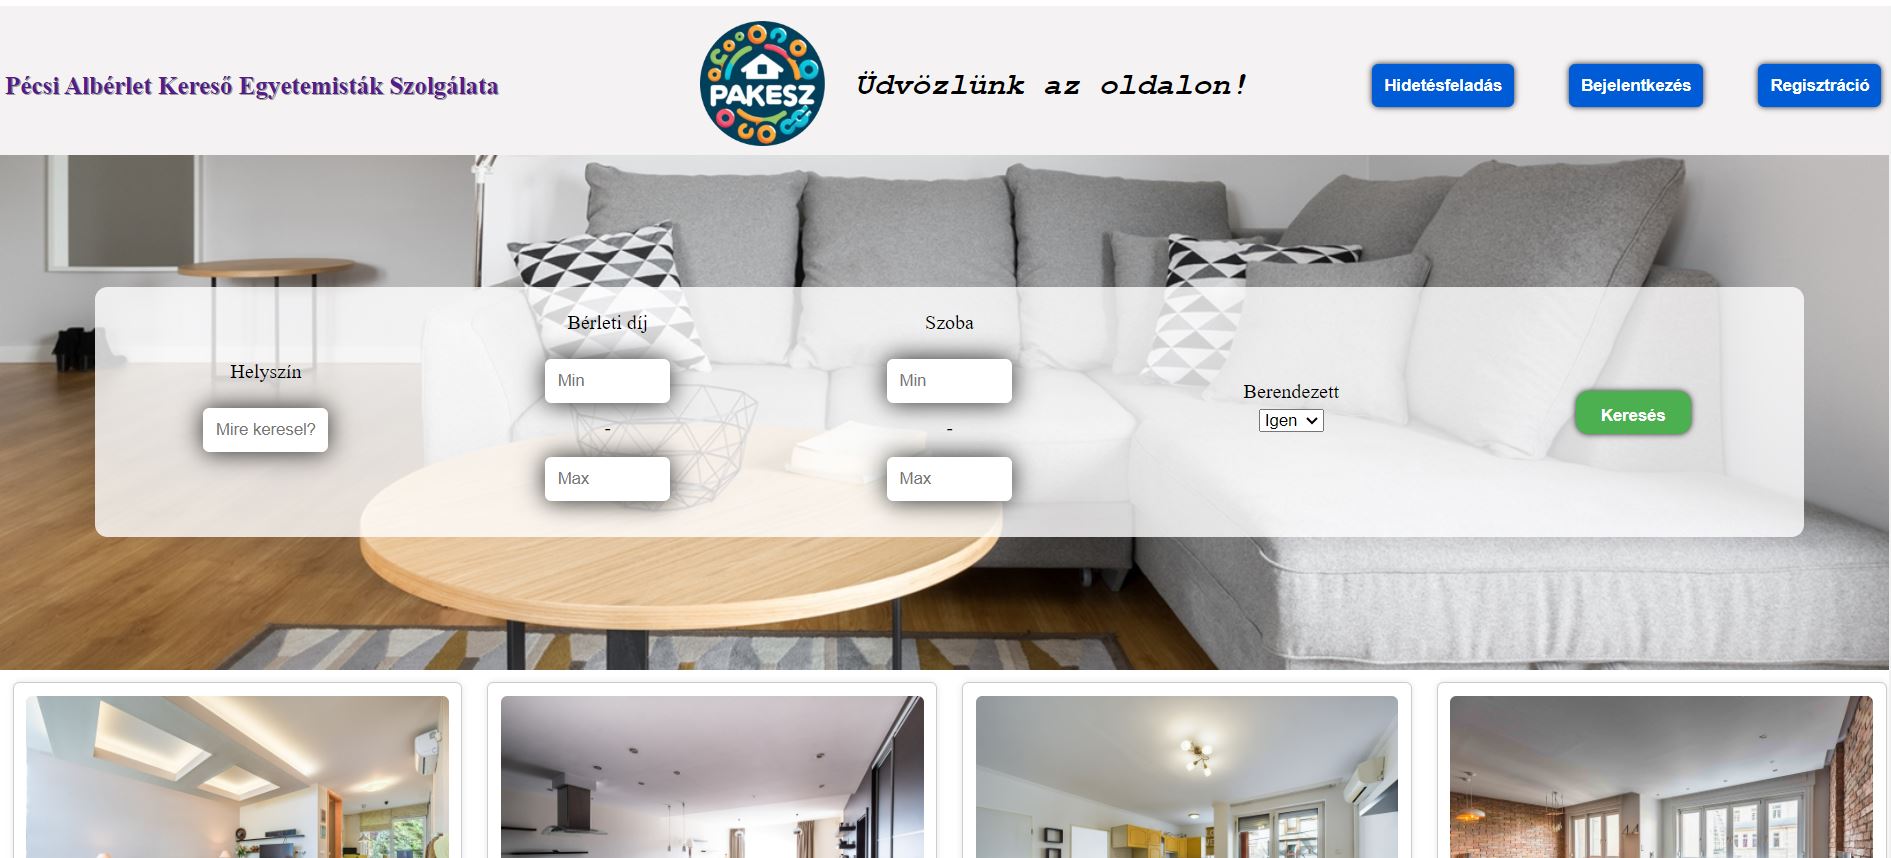 Pécsi Albérlet Kereső Egyetemisták Szolgálata
PAKESZ
Üdvözlünk az oldalon!
Hidetésfeladás
Bejelentkezés
Regisztráció
Helyszín
Mire keresel?
Bérleti díj
Min
-
Max
Szoba
Min
-
Max
Berendezett
Igen
Keresés